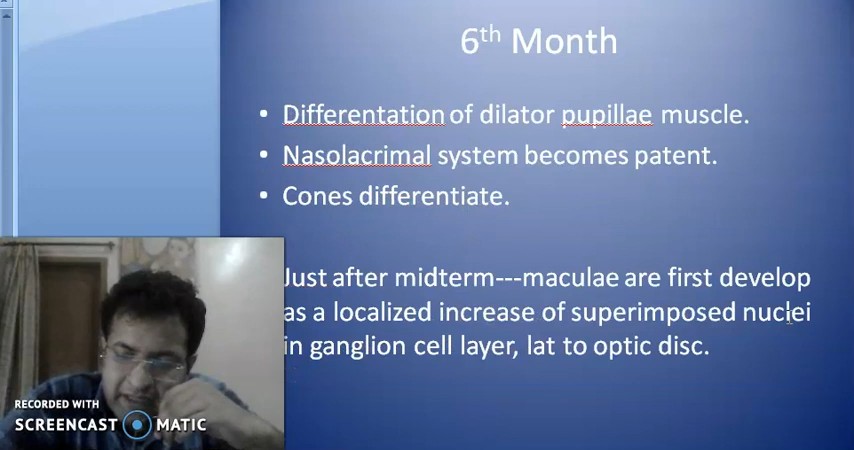 6th Month
• Differentation of dilator pupillae muscle.
• Nasolacrimal system becomes patent.
• Cones differentiate.
Just after midterm---maculae are first develop
as a localized increase of superimposed nuclei
in ganglion cell layer, lat to optic disc.
RECORDED WITH
SCREENCAST MATIC